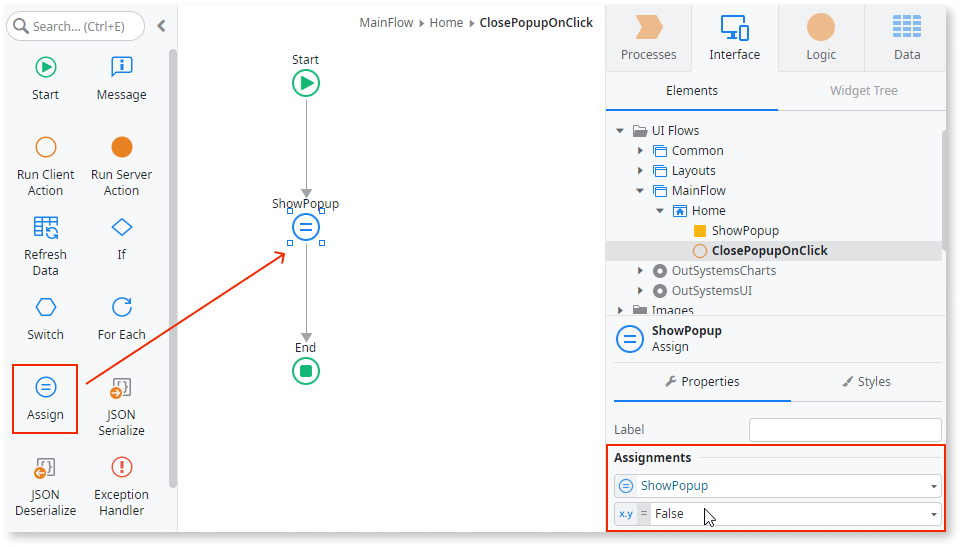 Search... (Ctrl+E)
Start
Message
Run Client
Action
Run Server
Action
Refresh
Data
If
Switch
For Each
Assign
JSON
Serialize
JSON
Deserialize
Exception
Handler
MainFlow Home ClosePopupOnClick
Start
ShowPopup
End
Processes
Interface
Logic
Data
Elements
Widget Tree
UI Flows
Common
Layouts
MainFlow
Home
ShowPopup
ClosePopupOnClick
OutSystemsCharts
OutSystemsUI
Images
ShowPopup
Assign
Properties
Styles
Label
Assignments
ShowPopup
x.y = False